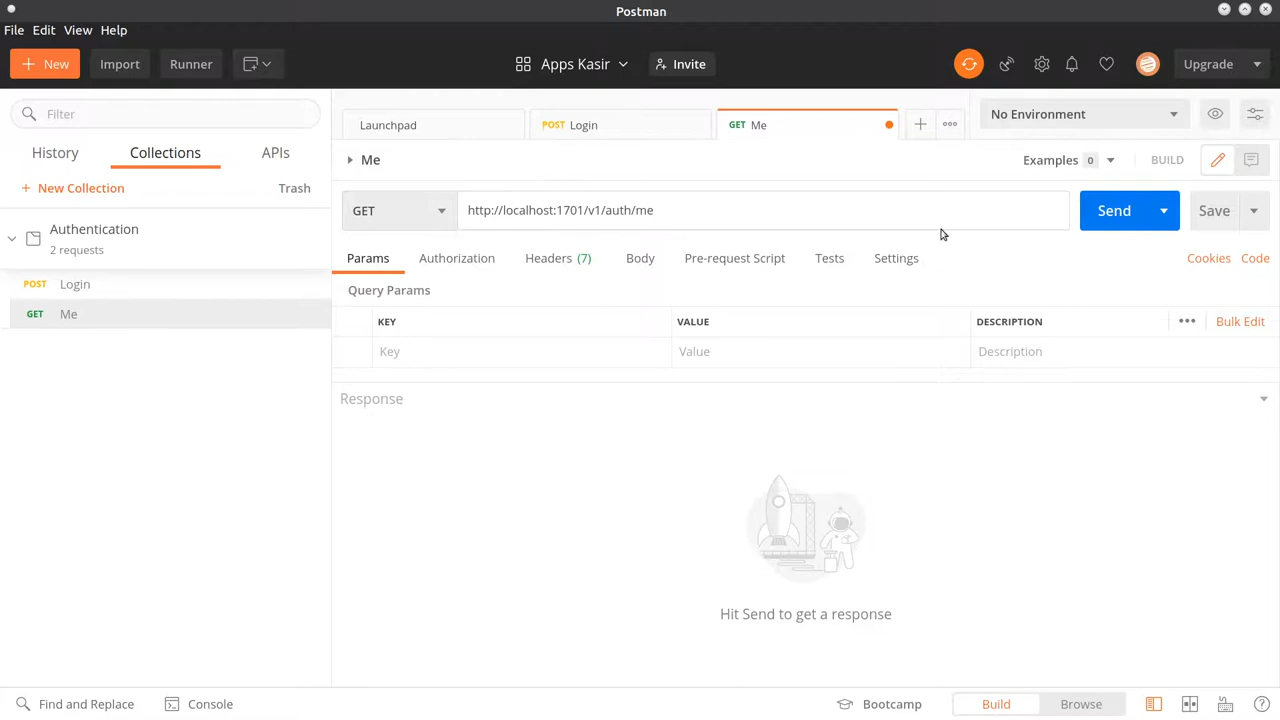 Postman
File Edit View Help
New Import Runner Apps Kasir Invite Upgrade
Filter
History Collections APIs
+ New Collection Trash
Authentication
2 requests
POST Login
GET Me
Launchpad POST Login GET Me No Environment
Me Examples 0 BUILD
GET http://localhost:1701/v1/auth/me Send Save
Params Authorization Headers (7) Body Pre-request Script Tests Settings Cookies Code
Query Params
KEY VALUE DESCRIPTION Bulk Edit
Key Value Description
Response
Hit Send to get a response
Find and Replace Console Bootcamp Build Browse